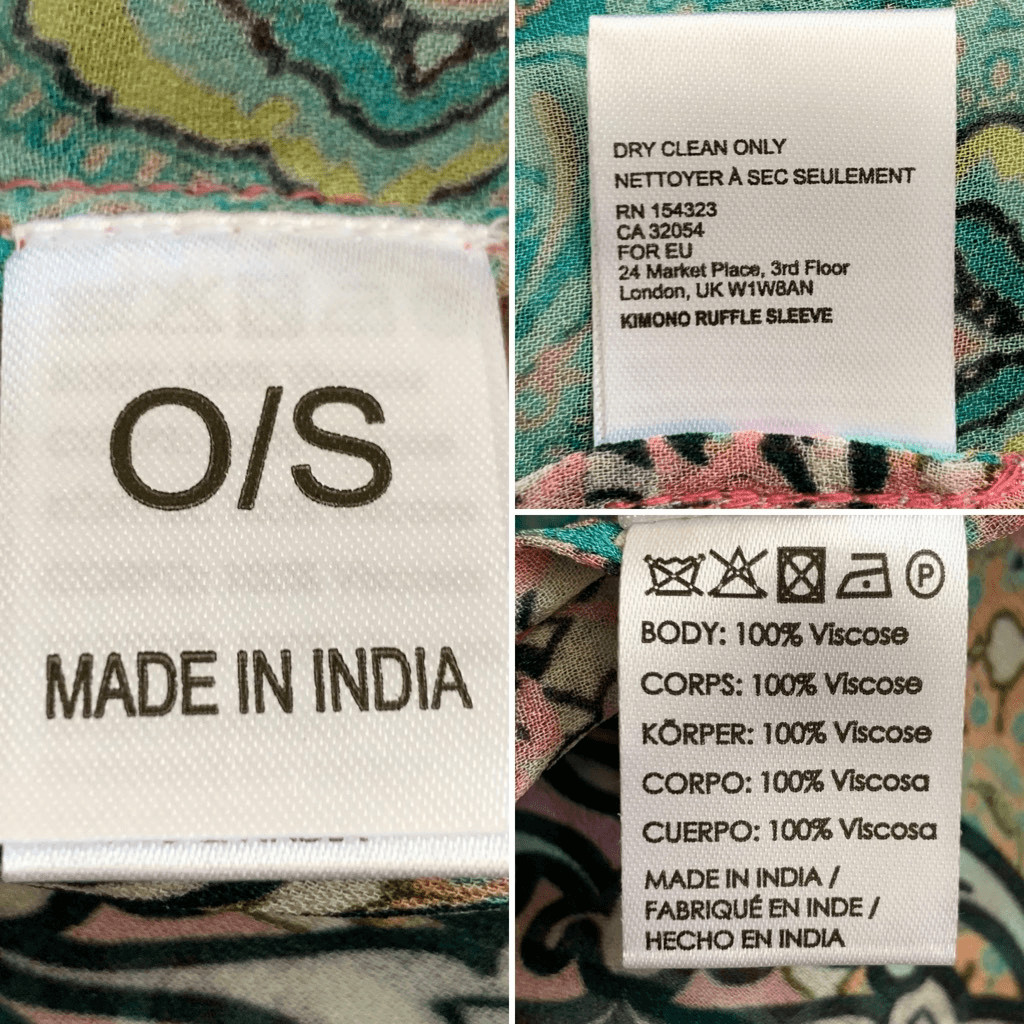 O/S
MADE IN INDIA
DRY CLEAN ONLY
NETTOYER À SEC SEULEMENT
RN 154323
CA 32054
FOR EU
24 Market Place, 3rd Floor
London, UK W1W8AN
KIMONO RUFFLE SLEEVE
P
BODY: 100% Viscose
CORPS: 100% Viscose
KÖRPER: 100% Viscose
CORPO: 100% Viscosa
CUERPO: 100% Viscosa
MADE IN INDIA /
FABRIQUÉ EN INDE /
HECHO EN INDIA